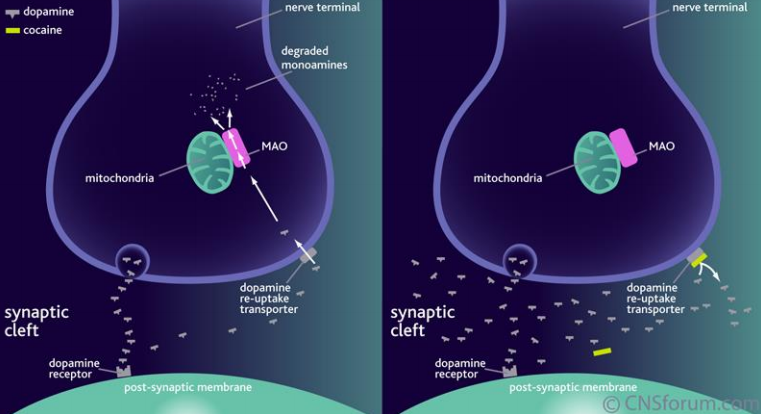 dopamine
cocaine
nerve terminal
degraded
monoamines
MAO
mitochondria
dopamine
re-uptake
transporter
synaptic
cleft
dopamine
receptor
post-synaptic membrane
nerve terminal
MAO
mitochondria
dopamine
re-uptake
transporter
synaptic
cleft
dopamine
receptor
post-synaptic membrane
© CNSforum.com